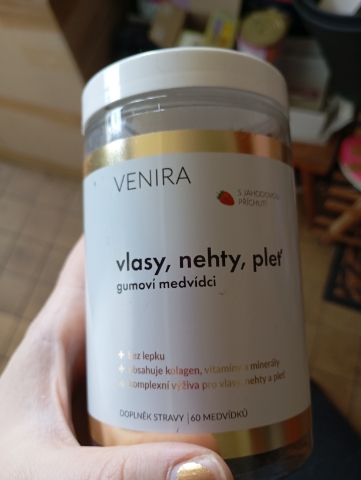 VENIRA
S JAHODOVOU
PŘÍCHUTÍ
vlasy, nehty, pleť
gumoví medvídci
+ bez lepku
+ obsahuje kolagen, vitamíny a minerály
+ komplexní výživa pro vlasy, nehty a pleť
DOPLNĚK STRAVY | 60 MEDVÍDKŮ